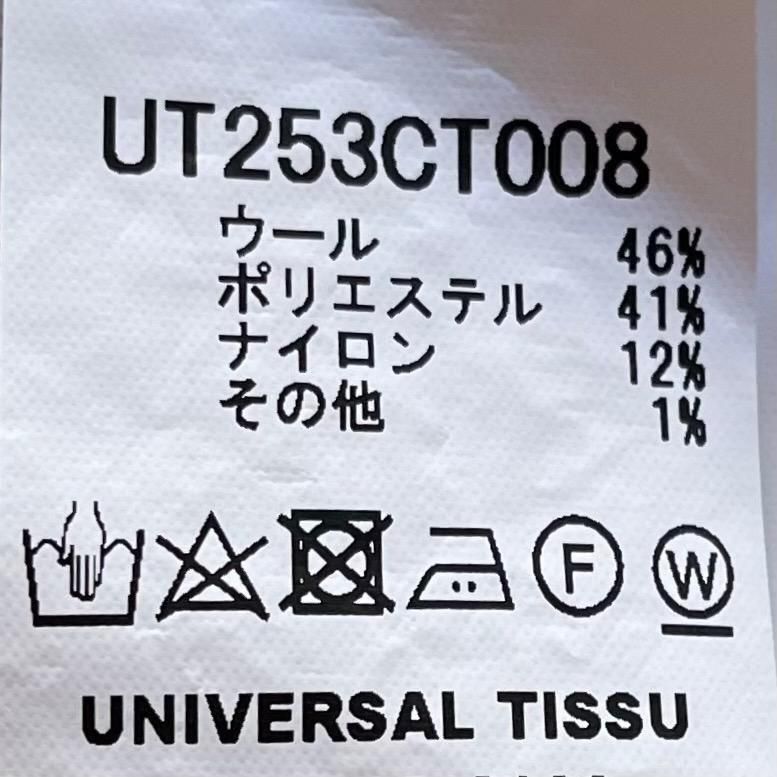 UT253CT008
ウール 46%
ポリエステル 41%
ナイロン 12%
その他 1%
F W
UNIVERSAL TISSU